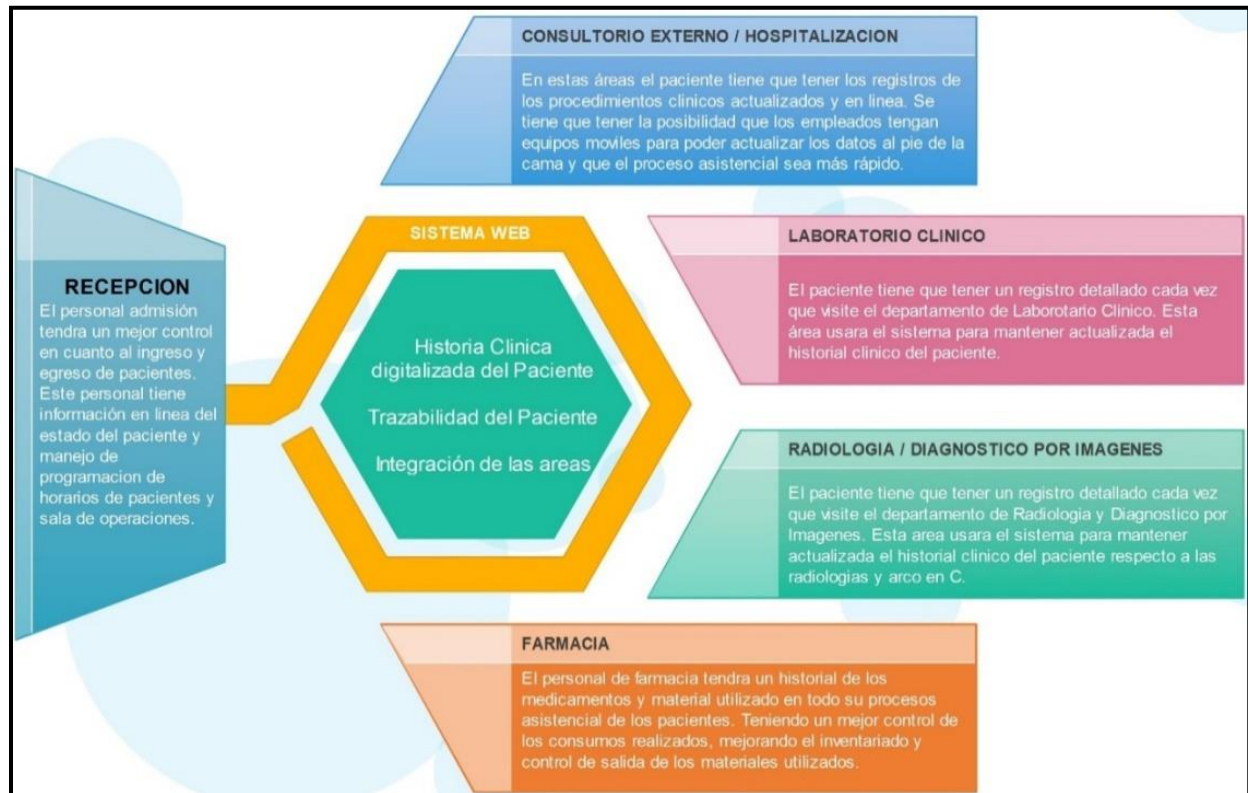 CONSULTORIO EXTERNO / HOSPITALIZACION
En estas áreas el paciente tiene que tener los registros de
los procedimientos clinicos actualizados y en linea. Se
tiene que tener la posibilidad que los empleados tengan
equipos moviles para poder actualizar los datos al pie de la
cama y que el proceso asistencial sea más rápido.
RECEPCION
El personal admisión
tendra un mejor control
en cuanto al ingreso y
egreso de pacientes.
Este personal tiene
información en linea del
estado del paciente y
manejo de
programacion de
horarios de pacientes y
sala de operaciones.
SISTEMA WEB
Historia Clinica
digitalizada del Paciente
Trazabilidad del Paciente
Integración de las areas
LABORATORIO CLINICO
El paciente tiene que tener un registro detallado cada vez
que visite el departamento de Laborotario Clinico. Esta
área usara el sistema para mantener actualizada el
historial clinico del paciente.
RADIOLOGIA / DIAGNOSTICO POR IMAGENES
El paciente tiene que tener un registro detallado cada vez
que visite el departamento de Radiologia y Diagnostico por
Imagenes. Esta area usara el sistema para mantener
actualizada el historial clinico del paciente respecto a las
radiologias y arco en C.
FARMACIA
El personal de farmacia tendra un historial de los
medicamentos y material utilizado en todo su procesos
asistencial de los pacientes. Teniendo un mejor control de
los consumos realizados, mejorando el inventariado y
control de salida de los materiales utilizados.